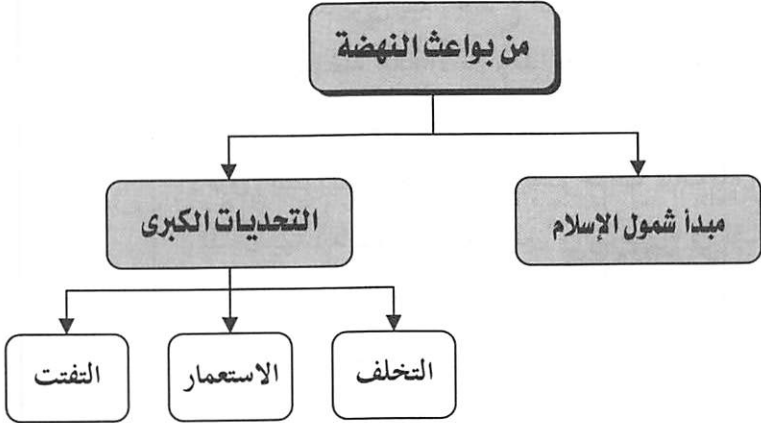 من بواعث النهضة
مبدأ شمول الإسلام
التحديات الكبرى
التخلف
الاستعمار
التفتت